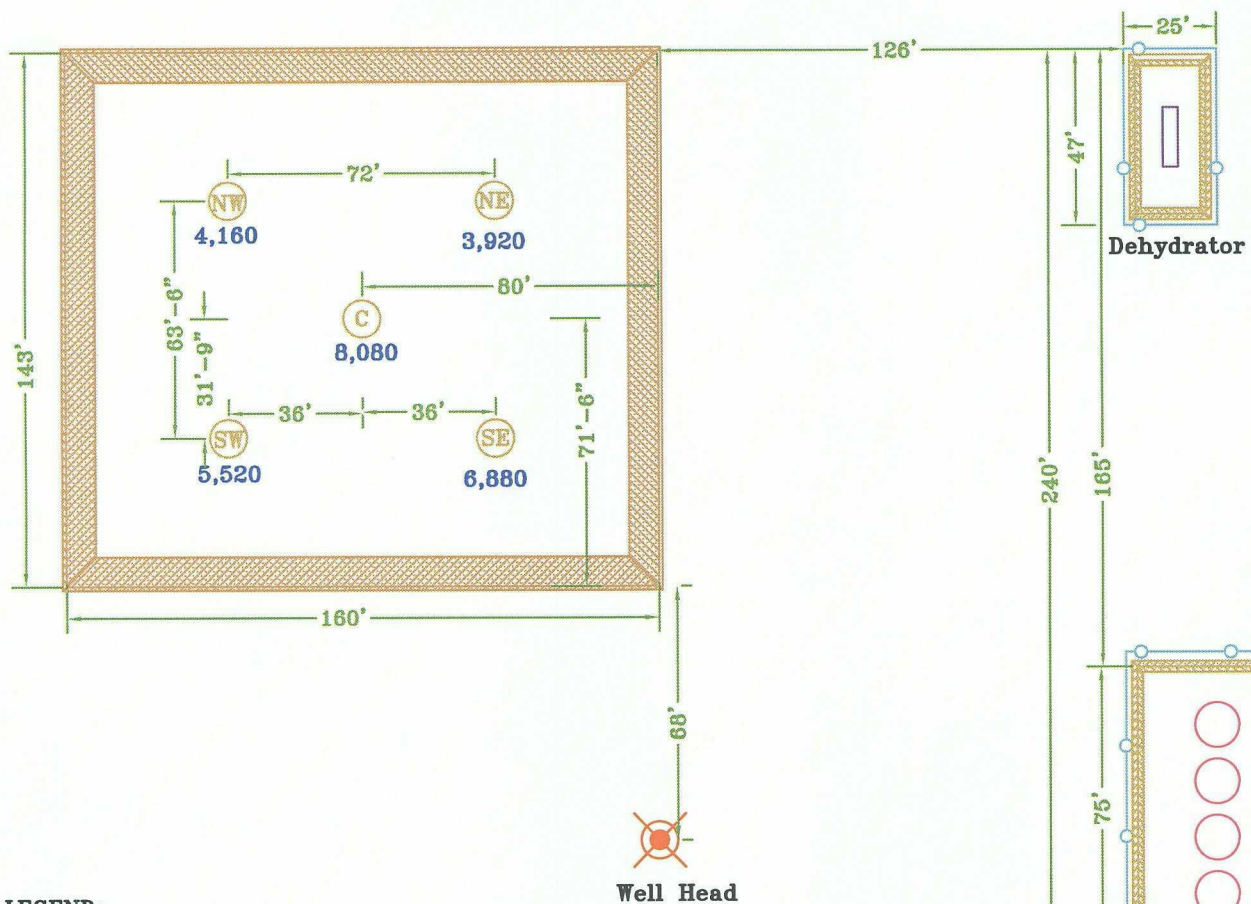 25'
126'
47'
Dehydrator
72'
NW
NE
4,160
3,920
80'
63'-6"
31'-9"
C
8,080
143'
36'
36'
71'-6"
SW
SE
5,520
6,880
240'
165'
160'
68'
75'
Well Head
LEGEND